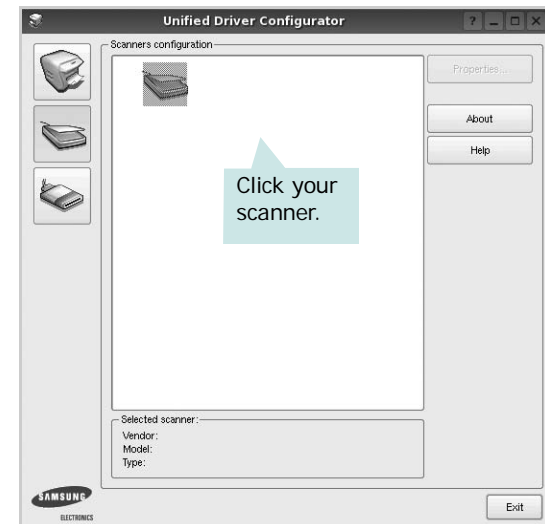 Unified Driver Configurator
Scanners configuration
Properties...
About
Help
Click your
scanner.
Selected scanner:
Vendor:
Model:
Type:
SAMSUNG
ELECTRONICS
Exit